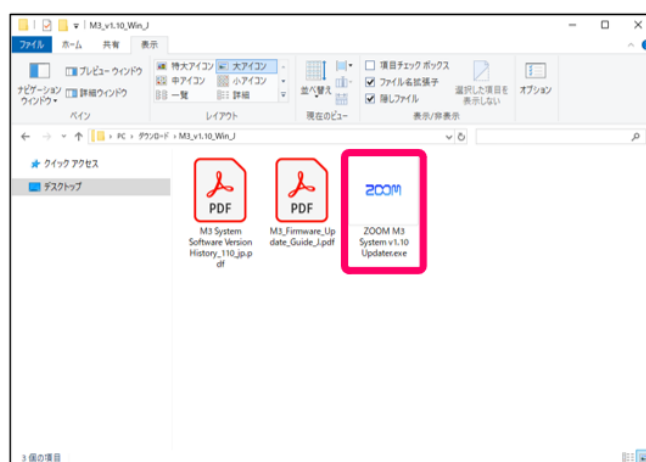 M3_v1.10_Win_J
ファイル ホーム 共有 表示
ナビゲーション ウィンドウ
プレビュー ウィンドウ
詳細ウィンドウ
ペイン
特大アイコン 大アイコン
中アイコン 小アイコン
一覧 詳細
レイアウト
並べ替え
現在のビュー
項目チェック ボックス
ファイル名拡張子
隠しファイル
選択した項目を
表示しない
表示/非表示
オプション
PC › ダウンロード › M3_v1.10_Win_J
クイック アクセス
デスクトップ
PDF
M3 System
Software Version
History_110_jp.p
df
PDF
M3_Firmware_Up
date_Guide_J.pdf
ZOOM
ZOOM M3
System v1.10
Updater.exe
3 個の項目